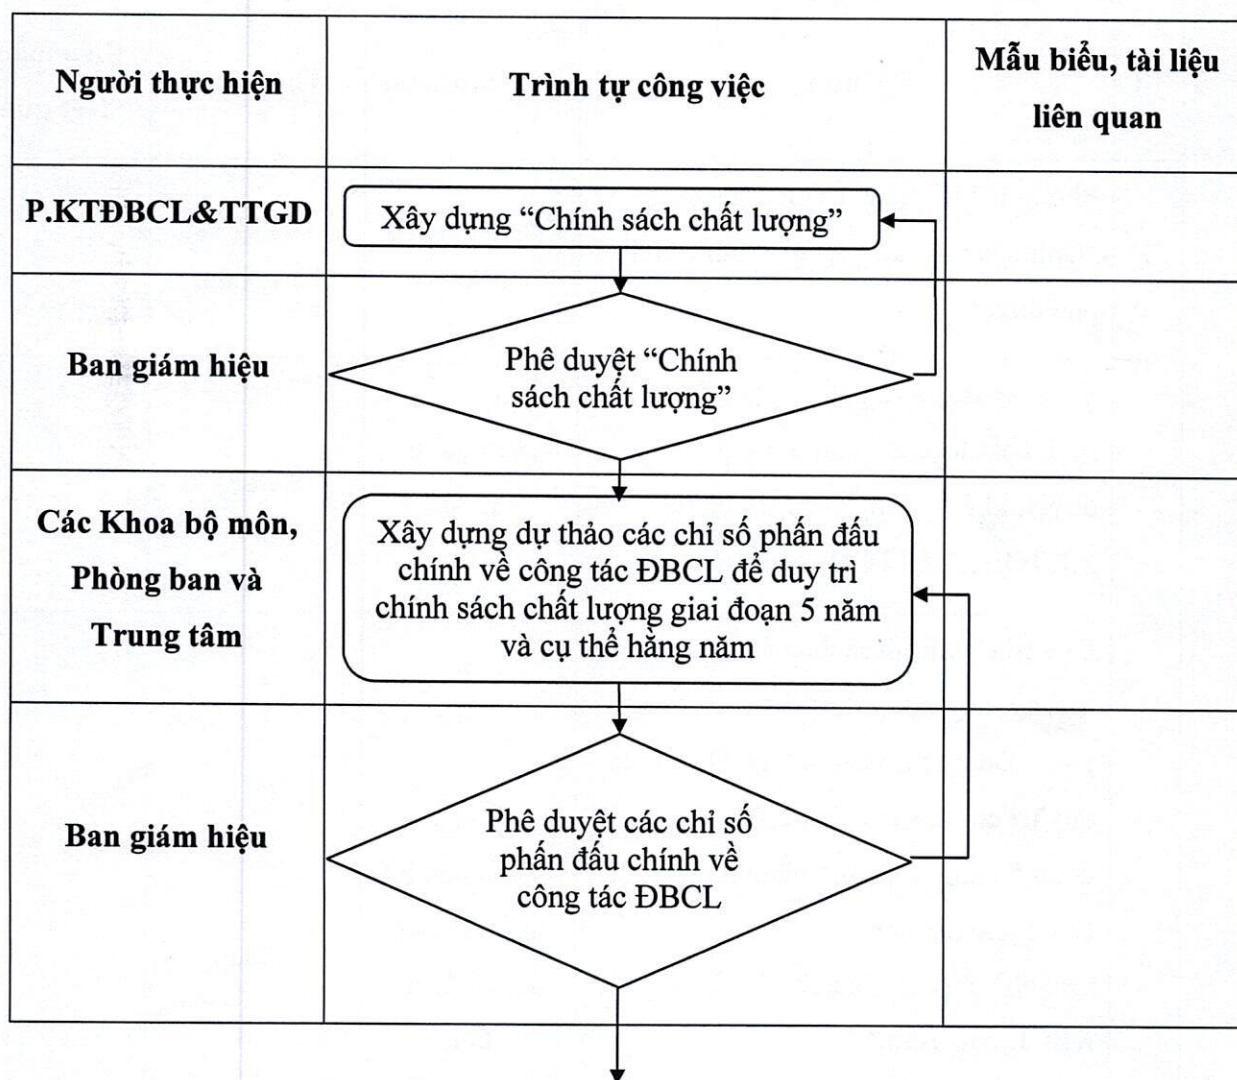 Người thực hiện
Trình tự công việc
Mẫu biểu, tài liệu
liên quan
P.KTĐBCL&TTGD
Xây dựng “Chính sách chất lượng”
Ban giám hiệu
Phê duyệt “Chính
sách chất lượng”
Các Khoa bộ môn,
Phòng ban và
Trung tâm
Xây dựng dự thảo các chỉ số phấn đấu
chính về công tác ĐBCL để duy trì
chính sách chất lượng giai đoạn 5 năm
và cụ thể hằng năm
Ban giám hiệu
Phê duyệt các chỉ số
phấn đấu chính về
công tác ĐBCL